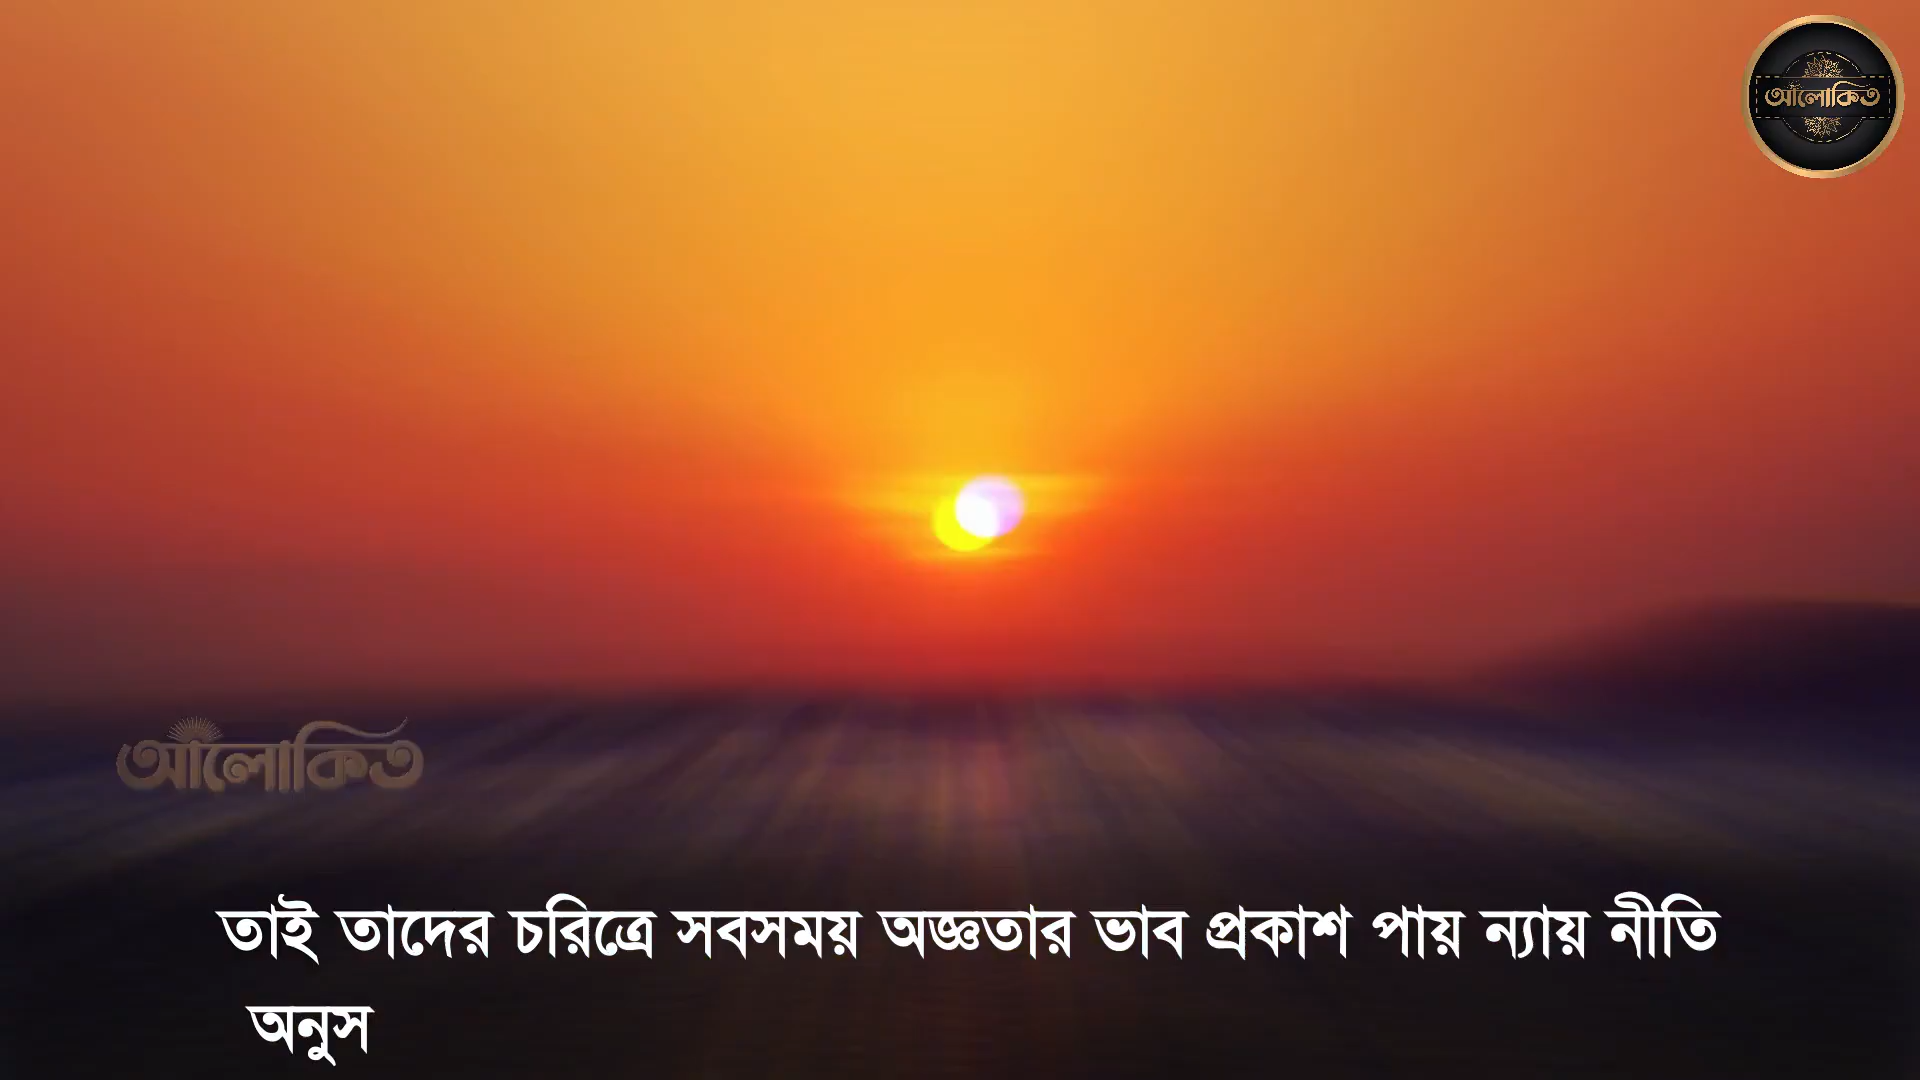 আলোকিত
আলোকিত
তাই তাদের চরিত্রে সবসময় অজ্ঞতার ভাব প্রকাশ পায় ন্যায় নীতি
অনুস